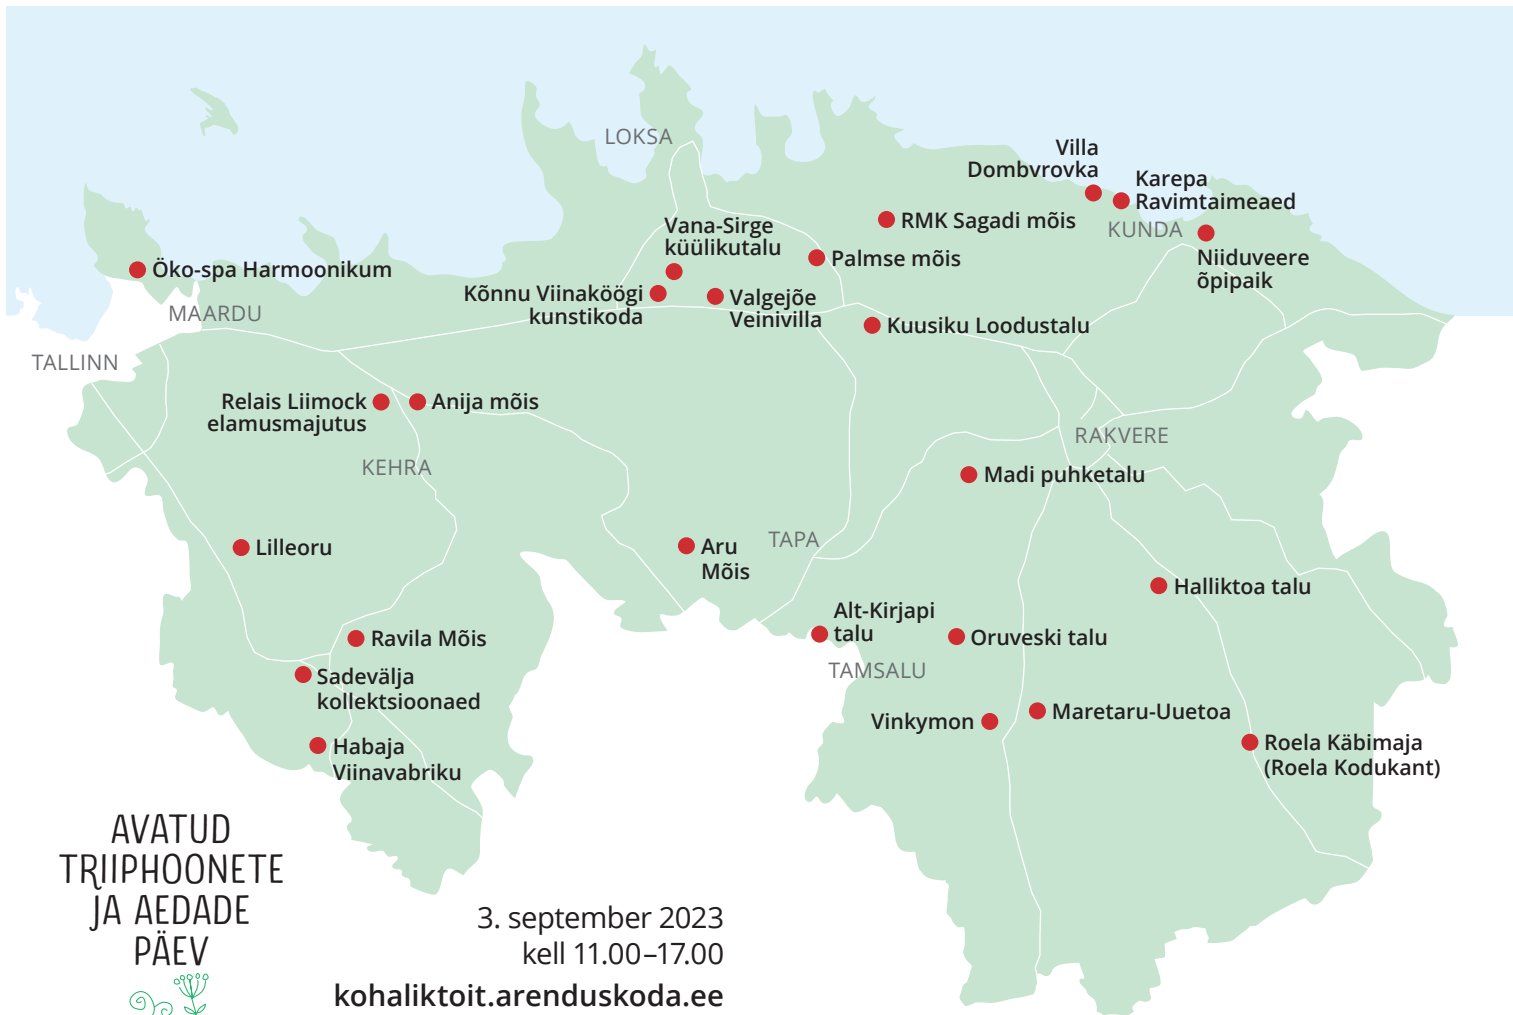 LOKSA
Villa
Dombvrovka
Karepa
Ravimtaimeaed
RMK Sagadi mõis
KUNDA
Vana-Sirge
küülikutalu
Palmse mõis
Niiduveere
õpipaik
Öko-spa Harmoonikum
Kõnnu Viinaköögi
kunstikoda
Valgejõe
Veinivilla
MAARDU
Kuusiku Loodustalu
TALLINN
Relais Liimock
elamusmajutus
Anija mõis
RAKVERE
KEHRA
Madi puhketalu
Lilleoru
Aru
Mõis
TAPA
Halliktoa talu
Alt-Kirjapi
talu
Ravila Mõis
Oruveski talu
TAMSALU
Sadevälja
kollektsioonaed
Vinkymon
Maretaru-Uuetoa
Habaja
Viinavabriku
Roela Käbimaja
(Roela Kodukant)
AVATUD
TRIIPHOONETE
JA AEDADE
PÄEV
3. september 2023
kell 11.00–17.00
kohaliktoit.arenduskoda.ee